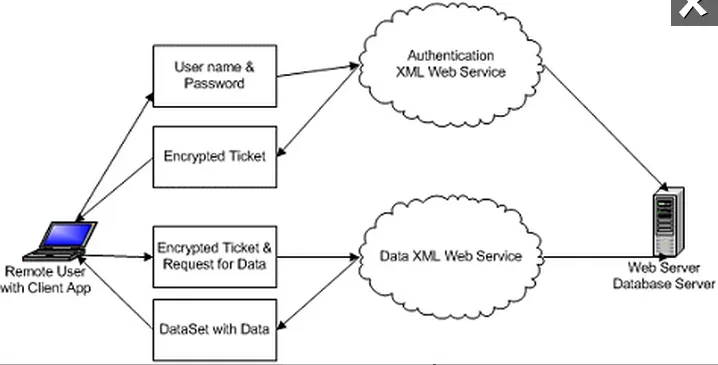 User name &
Password
Authentication
XML Web Service
Encrypted Ticket
Remote User
with Client App
Encrypted Ticket &
Request for Data
Data XML Web Service
Web Server
Database Server
DataSet with Data